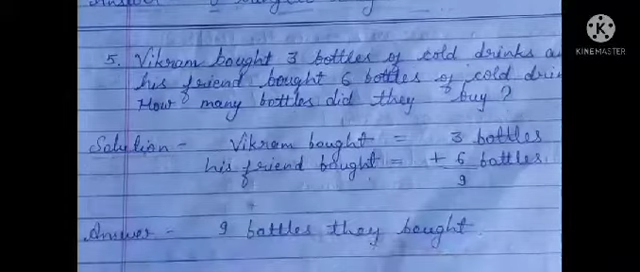 K
KINEMASTER
5. Vikram bought 3 bottles of cold drinks
his friend bought 6 bottles of cold
How many bottles did they buy ?
Solution - Vikram bought = 3 bottles
his friend bought = + 6 bottles.
9
Answer - 9 bottles they bought.